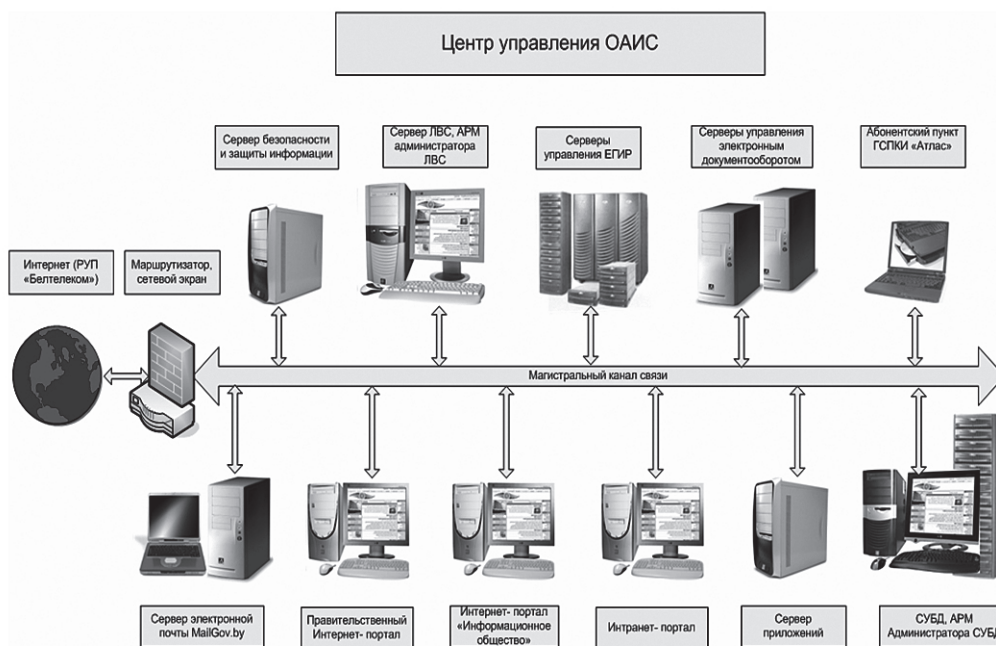 Центр управления ОАИС
Сервер безопасности
и защиты информации
Сервер ЛВС, АРМ
администратора
ЛВС
Серверы
управления ЕГИР
Серверы управления
электронным
документооборотом
Абонентский пункт
ГСПКИ «Атлас»
Интернет (РУП
«Белтелеком»)
Маршрутизатор,
сетевой экран
Магистральный канал связи
Сервер электронной
почты MailGov.by
Правительственный
Интернет- портал
Интернет- портал
«Информационное
общество»
Интранет- портал
Сервер
приложений
СУБД, АРМ
Администратора СУБД